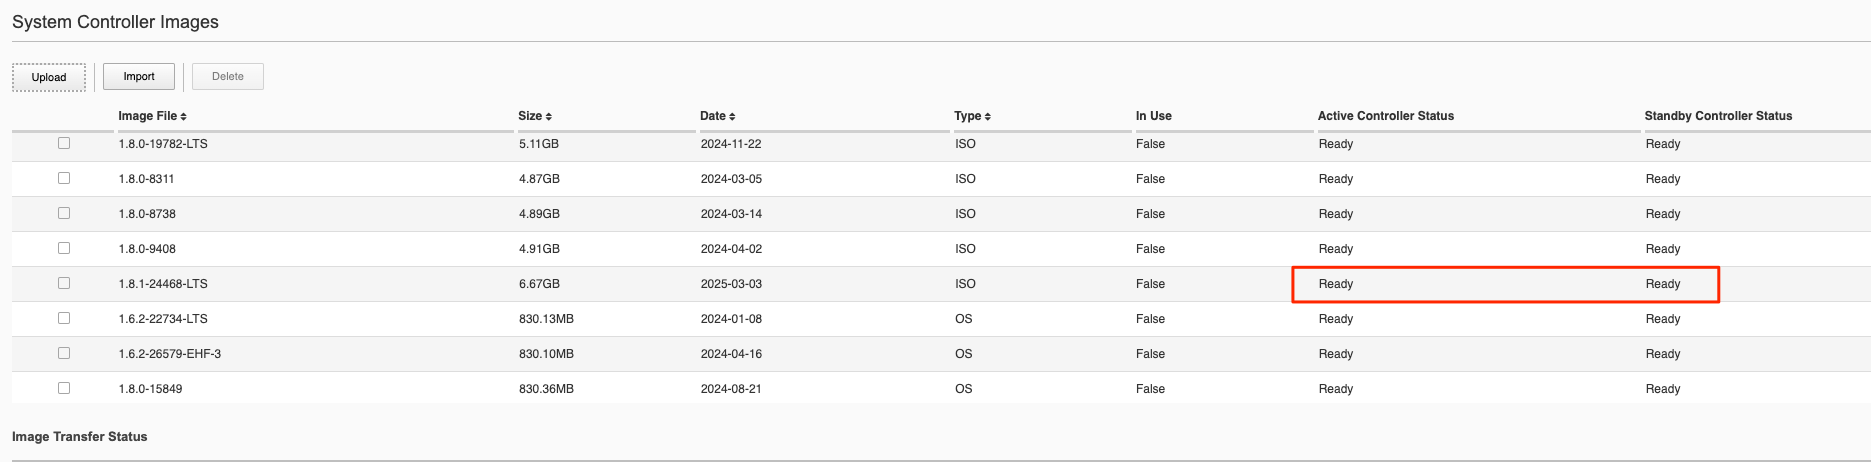 System Controller Images
Upload Import Delete
Image File Size Date Type In Use Active Controller Status Standby Controller Status
1.8.0-19782-LTS 5.11GB 2024-11-22 ISO False Ready Ready
1.8.0-8311 4.87GB 2024-03-05 ISO False Ready Ready
1.8.0-8738 4.89GB 2024-03-14 ISO False Ready Ready
1.8.0-9408 4.91GB 2024-04-02 ISO False Ready Ready
1.8.1-24468-LTS 6.67GB 2025-03-03 ISO False Ready Ready
1.6.2-22734-LTS 830.13MB 2024-01-08 OS False Ready Ready
1.6.2-26579-EHF-3 830.10MB 2024-04-16 OS False Ready Ready
1.8.0-15849 830.36MB 2024-08-21 OS False Ready Ready
Image Transfer Status